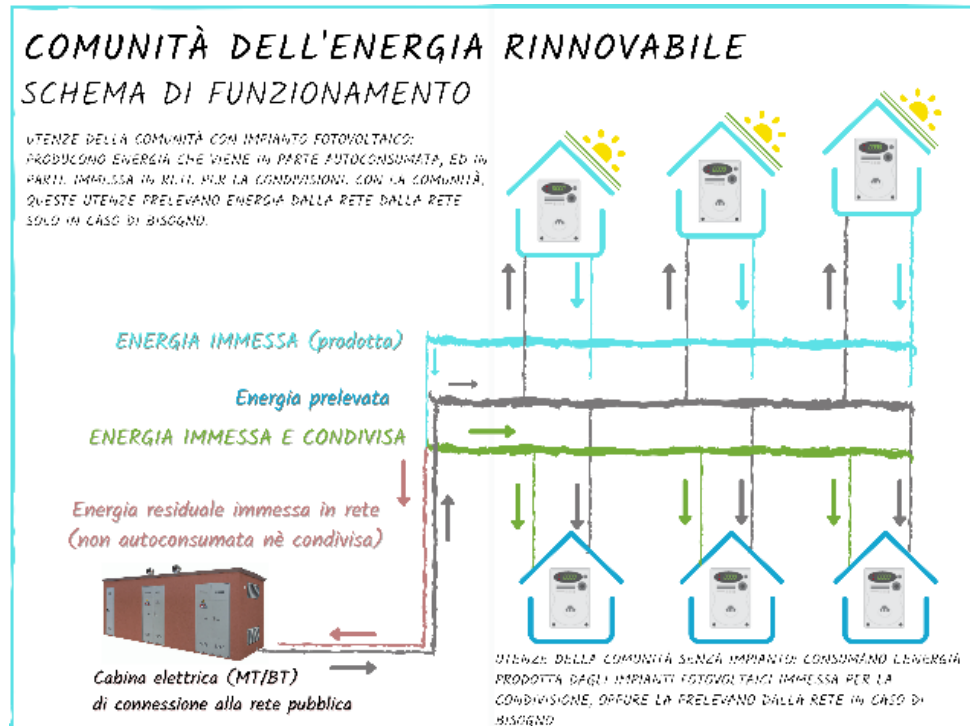 COMUNITÀ DELL'ENERGIA RINNOVABILE
SCHEMA DI FUNZIONAMENTO
UTENZE DELLA COMUNITÀ CON IMPIANTO FOTOVOLTAICO:
PRODUCONO ENERGIA CHE VIENE IN PARTE AUTOCONSUMATA, ED IN
PARTE IMMESSA IN RETE PER LA CONDIVISIONE CON LA COMUNITÀ.
QUESTE UTENZE PRELEVANO ENERGIA DALLA RETE DALLA RETE
SOLO IN CASO DI BISOGNO.
ENERGIA IMMESSA (prodotto)
Energia prelevata
ENERGIA IMMESSA E CONDIVISA
Energia residuale immessa in rete
(non autoconsumata nè condivisa)
Cabina elettrica (MT/BT)
di connessione alla rete pubblica
UTENZE DELLA COMUNITÀ SENZA IMPIANTO: CONSUMANO L'ENERGIA
PRODOTTA DAGLI IMPIANTI FOTOVOLTAICI IMMESSA PER LA
CONDIVISIONE, OPPURE LA PRELEVANO DALLA RETE IN CASO DI
BISOGNO